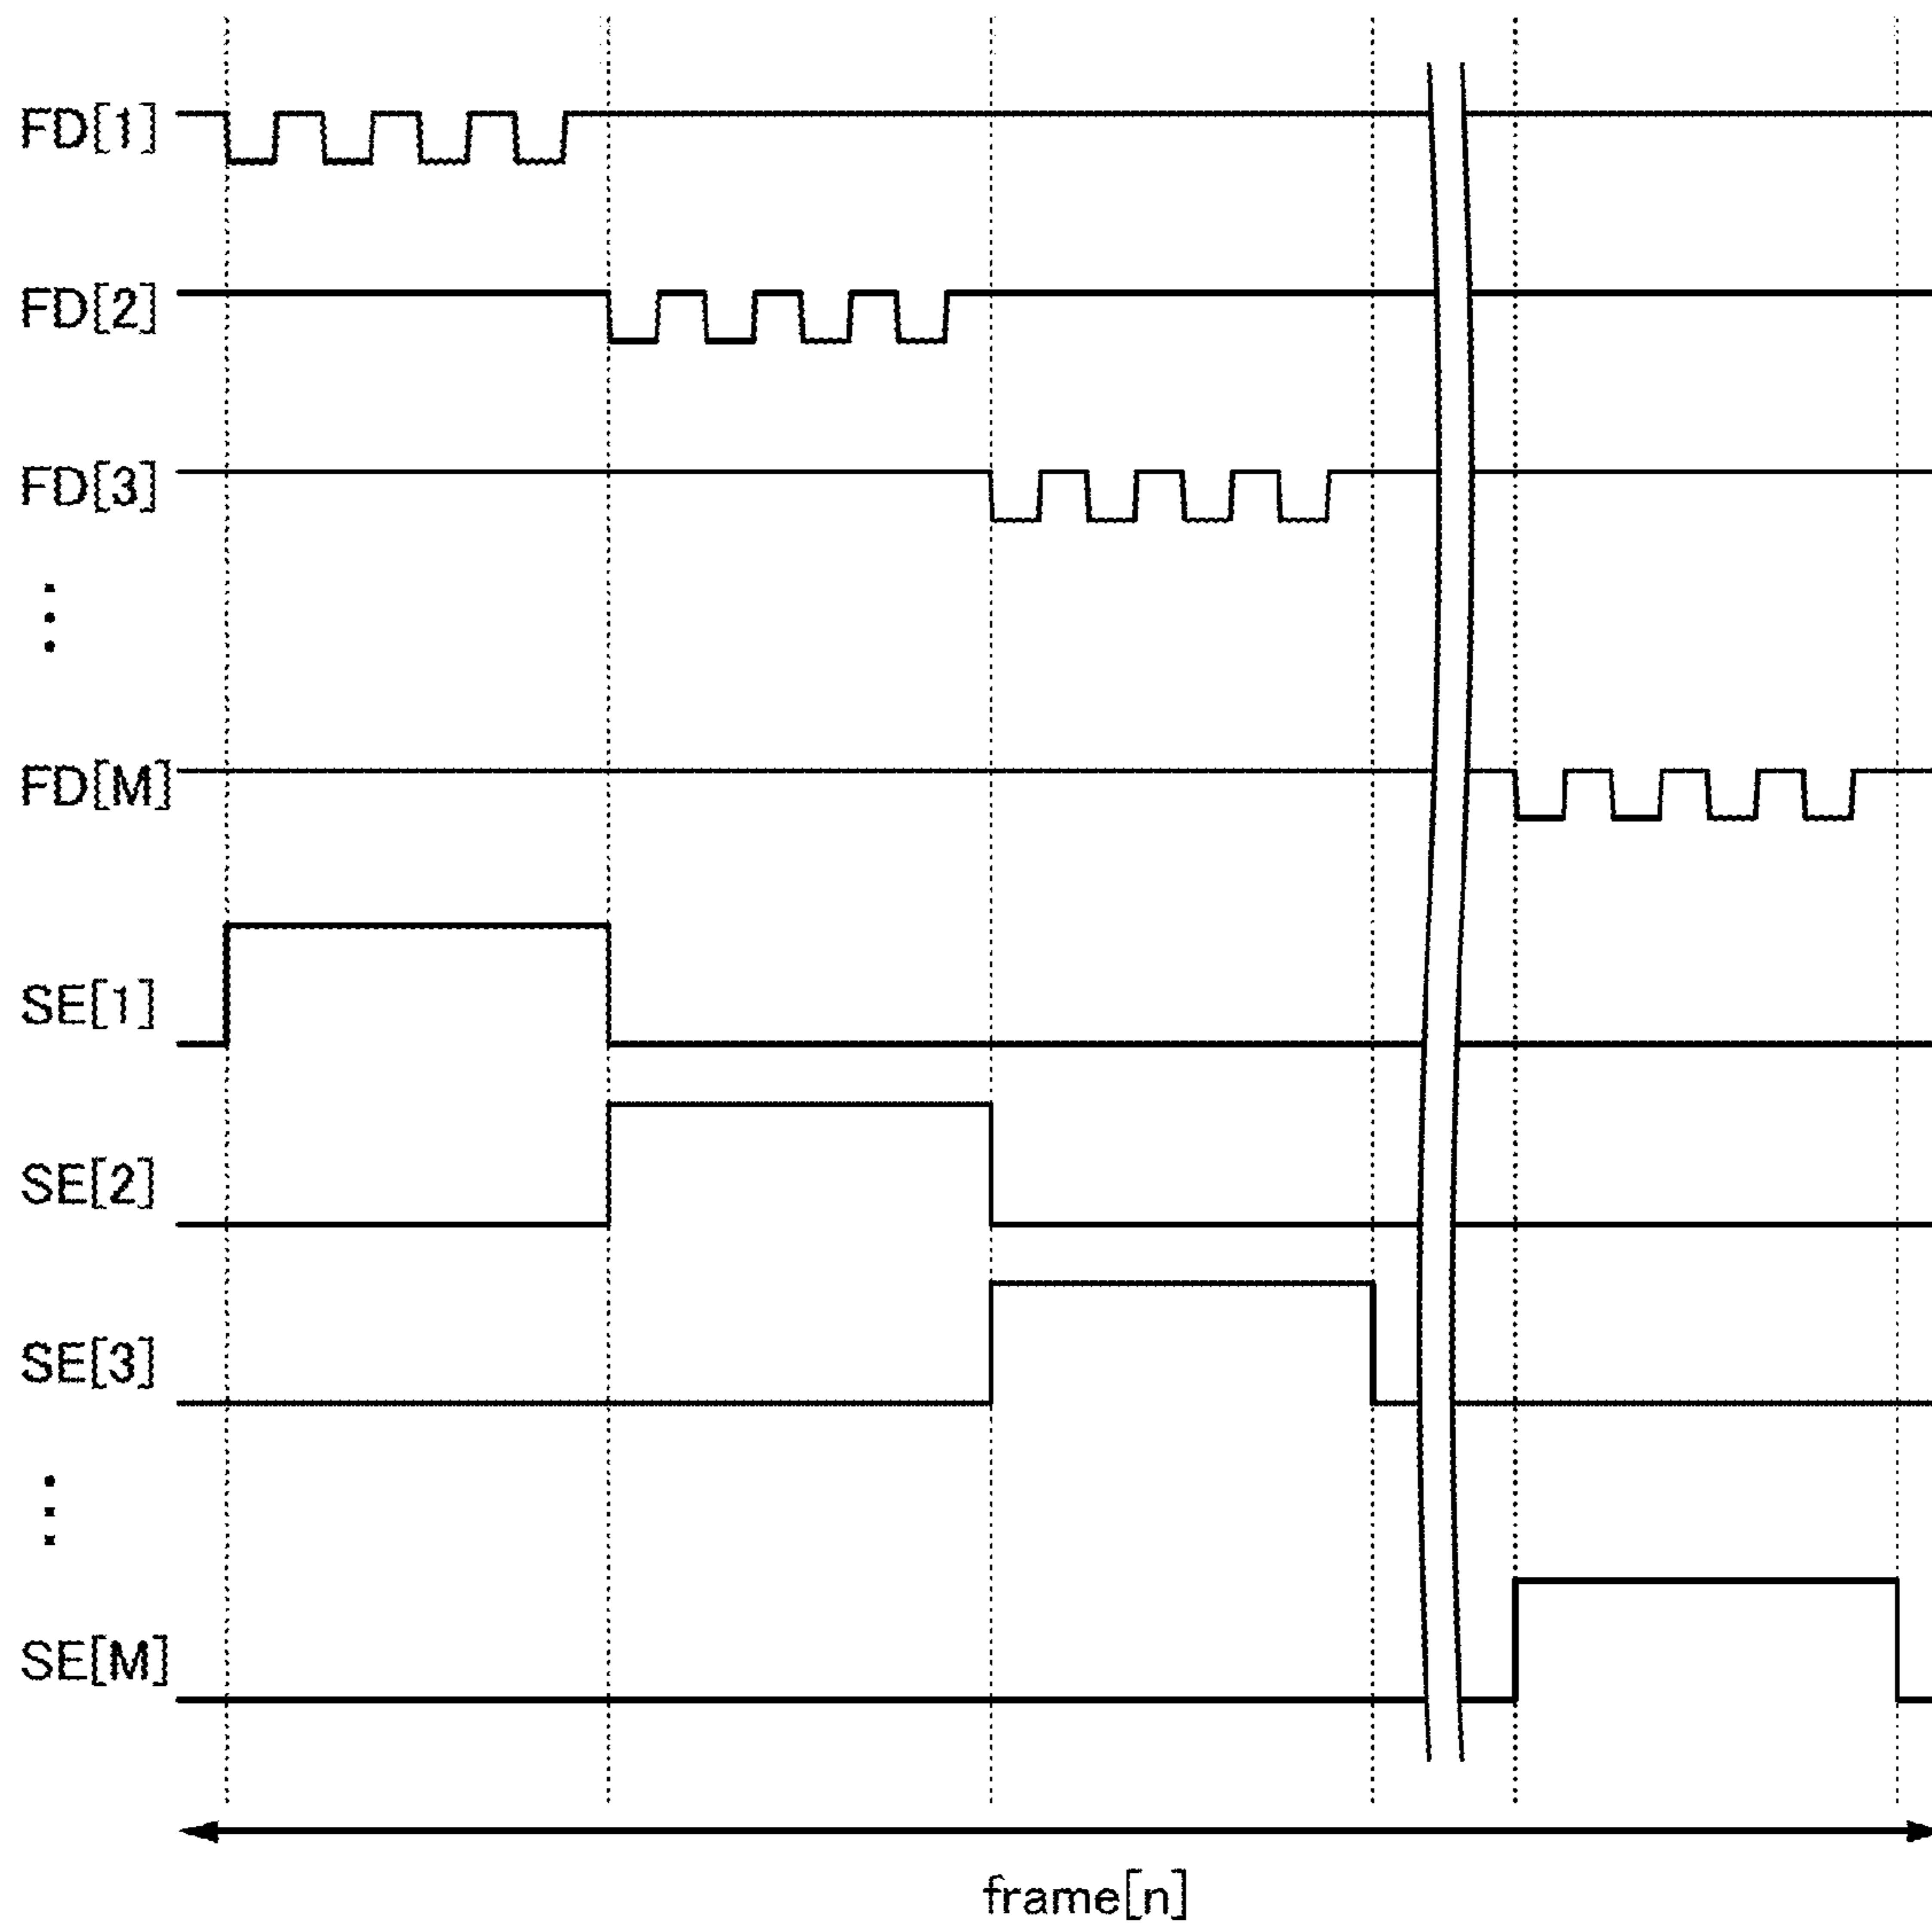 FD[1]
FD[2]
FD[3]
⋮
FD[M]
SE[1]
SE[2]
SE[3]
⋮
SE[M]
frame[n]